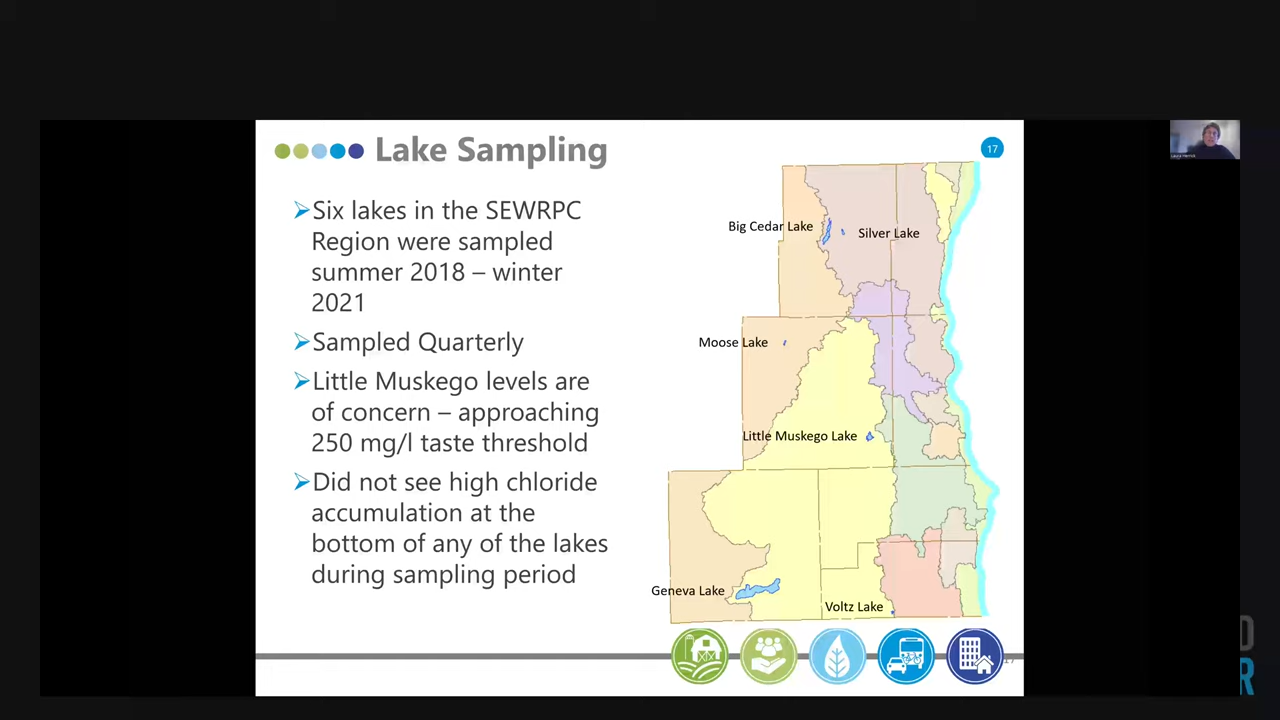 Lake Sampling
17
➢Six lakes in the SEWRPC
Region were sampled
summer 2018 – winter
2021
➢Sampled Quarterly
➢Little Muskego levels are
of concern – approaching
250 mg/l taste threshold
➢Did not see high chloride
accumulation at the
bottom of any of the lakes
during sampling period
Big Cedar Lake
Silver Lake
Moose Lake
Little Muskego Lake
Geneva Lake
Voltz Lake
17
D
R